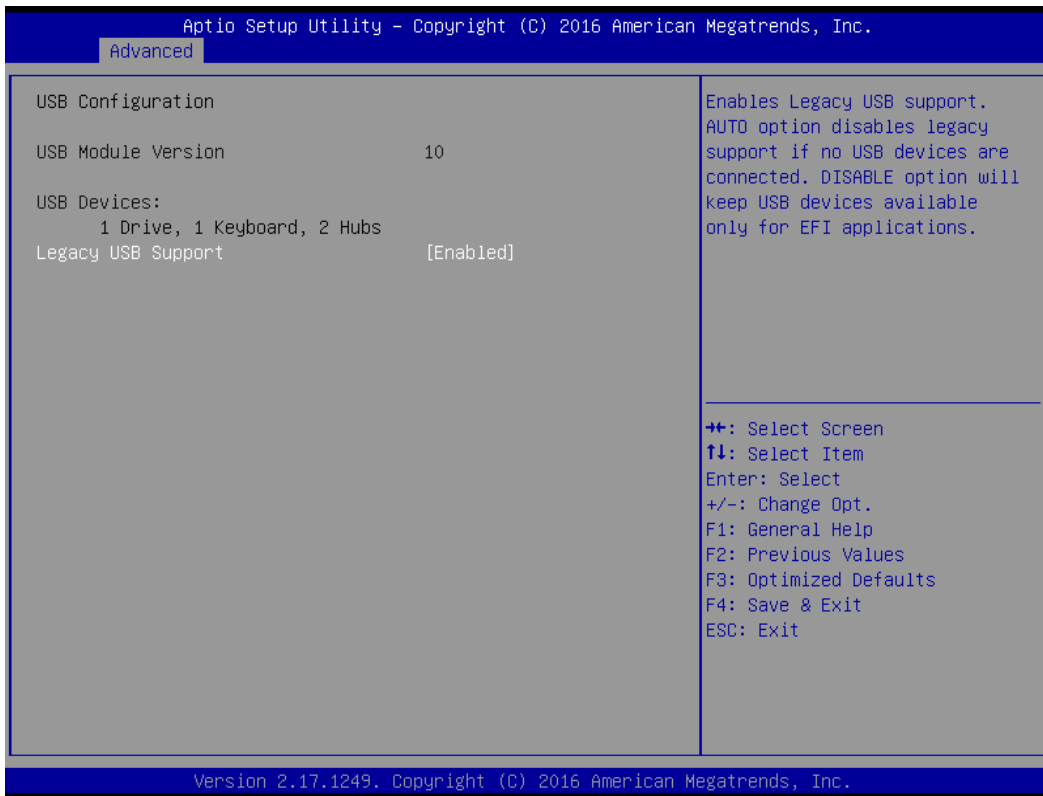 Aptio Setup Utility – Copyright (C) 2016 American Megatrends, Inc.
Advanced
USB Configuration
USB Module Version 10
USB Devices:
1 Drive, 1 Keyboard, 2 Hubs
Legacy USB Support [Enabled]
Enables Legacy USB support.
AUTO option disables legacy
support if no USB devices are
connected. DISABLE option will
keep USB devices available
only for EFI applications.
→←: Select Screen
↑↓: Select Item
Enter: Select
+/-: Change Opt.
F1: General Help
F2: Previous Values
F3: Optimized Defaults
F4: Save & Exit
ESC: Exit
Version 2.17.1249. Copyright (C) 2016 American Megatrends, Inc.